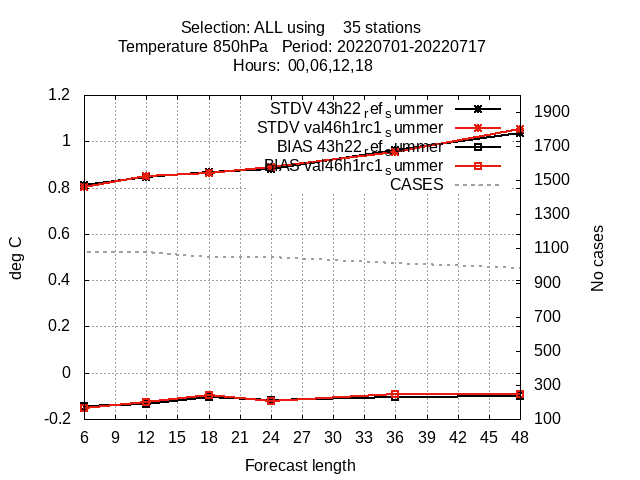 Selection: ALL using    35 stations
Temperature 850hPa   Period: 20220701-20220717
Hours:  00,06,12,18
STDV 43h22_ref_summer
STDV val46h1rc1_summer
BIAS 43h22_ref_summer
BIAS val46h1rc1_summer
CASES
1.2
1
0.8
0.6
0.4
0.2
0
-0.2
deg C
1900
1700
1500
1300
1100
900
700
500
300
100
No cases
6 9 12 15 18 21 24 27 30 33 36 39 42 45 48
Forecast length